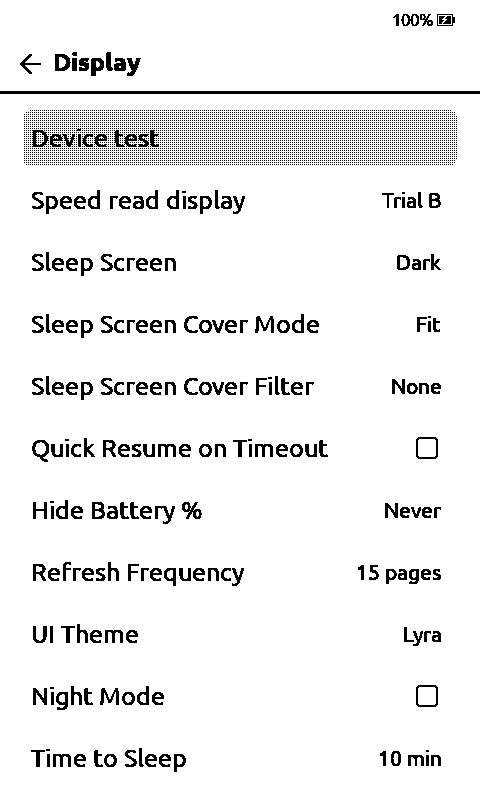 100%
Display
Device test
Speed read display Trial B
Sleep Screen Dark
Sleep Screen Cover Mode Fit
Sleep Screen Cover Filter None
Quick Resume on Timeout
Hide Battery % Never
Refresh Frequency 15 pages
UI Theme Lyra
Night Mode
Time to Sleep 10 min